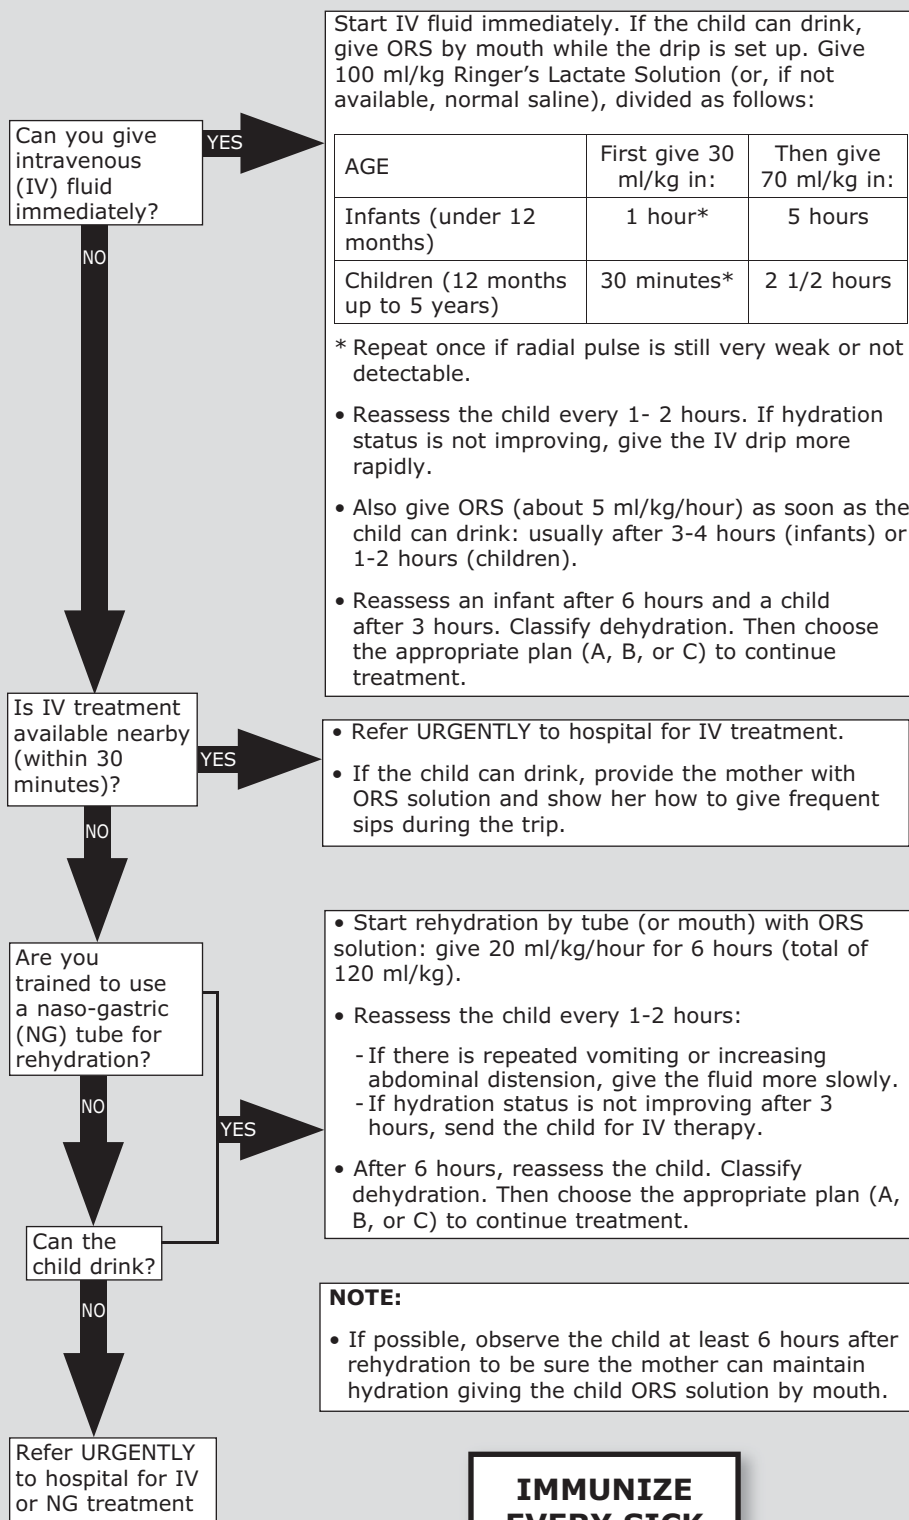 Start IV fluid immediately. If the child can drink,
give ORS by mouth while the drip is set up. Give
100 ml/kg Ringer's Lactate Solution (or, if not
available, normal saline), divided as follows:
Can you give
intravenous
(IV) fluid
immediately?
YES
NO
AGE
First give 30
ml/kg in:
Then give
70 ml/kg in:
Infants (under 12
months)
1 hour*
5 hours
Children (12 months
up to 5 years)
30 minutes*
2 1/2 hours
* Repeat once if radial pulse is still very weak or not
detectable.
• Reassess the child every 1- 2 hours. If hydration
status is not improving, give the IV drip more
rapidly.
• Also give ORS (about 5 ml/kg/hour) as soon as the
child can drink: usually after 3-4 hours (infants) or
1-2 hours (children).
• Reassess an infant after 6 hours and a child
after 3 hours. Classify dehydration. Then choose
the appropriate plan (A, B, or C) to continue
treatment.
Is IV treatment
available nearby
(within 30
minutes)?
YES
NO
• Refer URGENTLY to hospital for IV treatment.
• If the child can drink, provide the mother with
ORS solution and show her how to give frequent
sips during the trip.
Are you
trained to use
a naso-gastric
(NG) tube for
rehydration?
NO
YES
• Start rehydration by tube (or mouth) with ORS
solution: give 20 ml/kg/hour for 6 hours (total of
120 ml/kg).
• Reassess the child every 1-2 hours:
- If there is repeated vomiting or increasing
abdominal distension, give the fluid more slowly.
- If hydration status is not improving after 3
hours, send the child for IV therapy.
• After 6 hours, reassess the child. Classify
dehydration. Then choose the appropriate plan (A,
B, or C) to continue treatment.
Can the
child drink?
NO
NOTE:
• If possible, observe the child at least 6 hours after
rehydration to be sure the mother can maintain
hydration giving the child ORS solution by mouth.
Refer URGENTLY
to hospital for IV
or NG treatment
IMMUNIZE
EVERY SICK